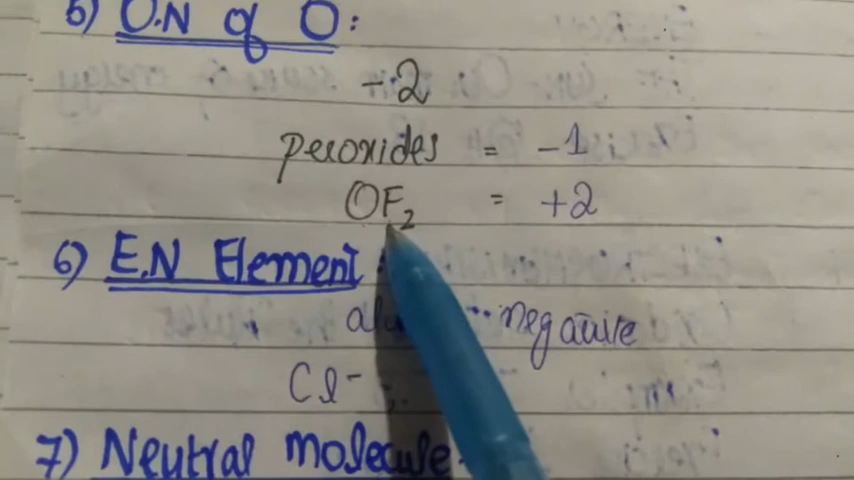 5) O.N of O:
-2
peroxides = -1
OF₂ = +2
6) E.N Element
negative
Cl⁻
7) Neutral molecule